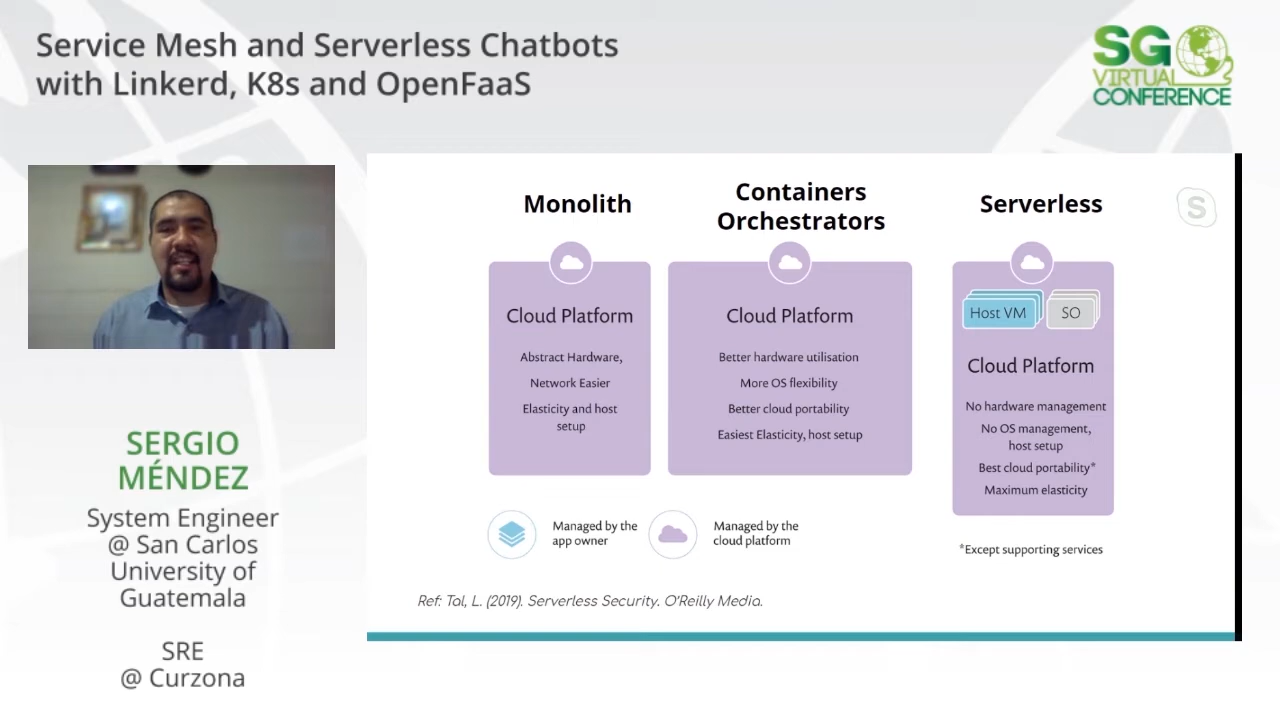 Service Mesh and Serverless Chatbots
with Linkerd, K8s and OpenFaaS
SG
VIRTUAL
CONFERENCE
SERGIO
MÉNDEZ
System Engineer
@ San Carlos
University of
Guatemala
SRE
@ Curzona
Monolith
Cloud Platform
Abstract Hardware,
Network Easier
Elasticity and host
setup
Containers
Orchestrators
Cloud Platform
Better hardware utilisation
More OS flexibility
Better cloud portability
Easiest Elasticity, host setup
Serverless
S
Host VM
SO
Cloud Platform
No hardware management
No OS management,
host setup
Best cloud portability*
Maximum elasticity
Managed by the
app owner
Managed by the
cloud platform
*Except supporting services
Ref: Tal, L. (2019). Serverless Security. O'Reilly Media.